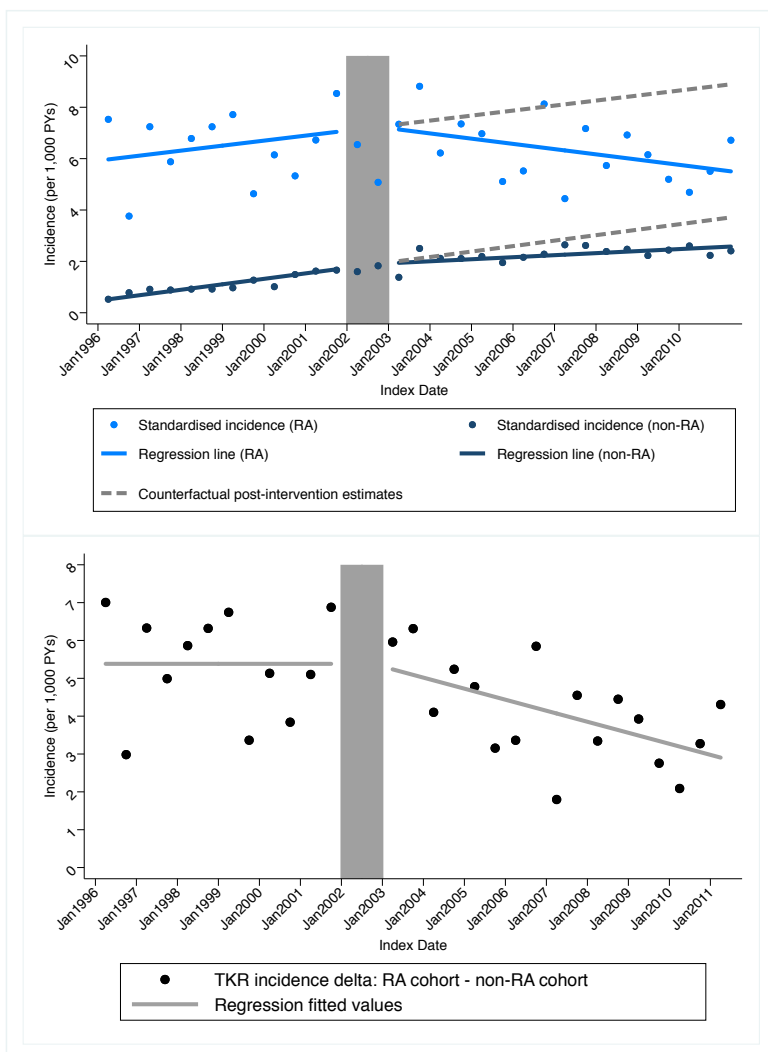 Incidence (per 1,000 PYs)
10
8
6
4
2
0
Jan1996
Jan1997
Jan1998
Jan1999
Jan2000
Jan2001
Jan2002
Jan2003
Jan2004
Jan2005
Jan2006
Jan2007
Jan2008
Jan2009
Jan2010
Index Date
Standardised incidence (RA)
Standardised incidence (non-RA)
Regression line (RA)
Regression line (non-RA)
Counterfactual post-intervention estimates
Incidence (per 1,000 PYs)
8
7
6
5
4
3
2
1
0
Jan1996
Jan1997
Jan1998
Jan1999
Jan2000
Jan2001
Jan2002
Jan2003
Jan2004
Jan2005
Jan2006
Jan2007
Jan2008
Jan2009
Jan2010
Jan2011
Index Date
TKR incidence delta: RA cohort - non-RA cohort
Regression fitted values